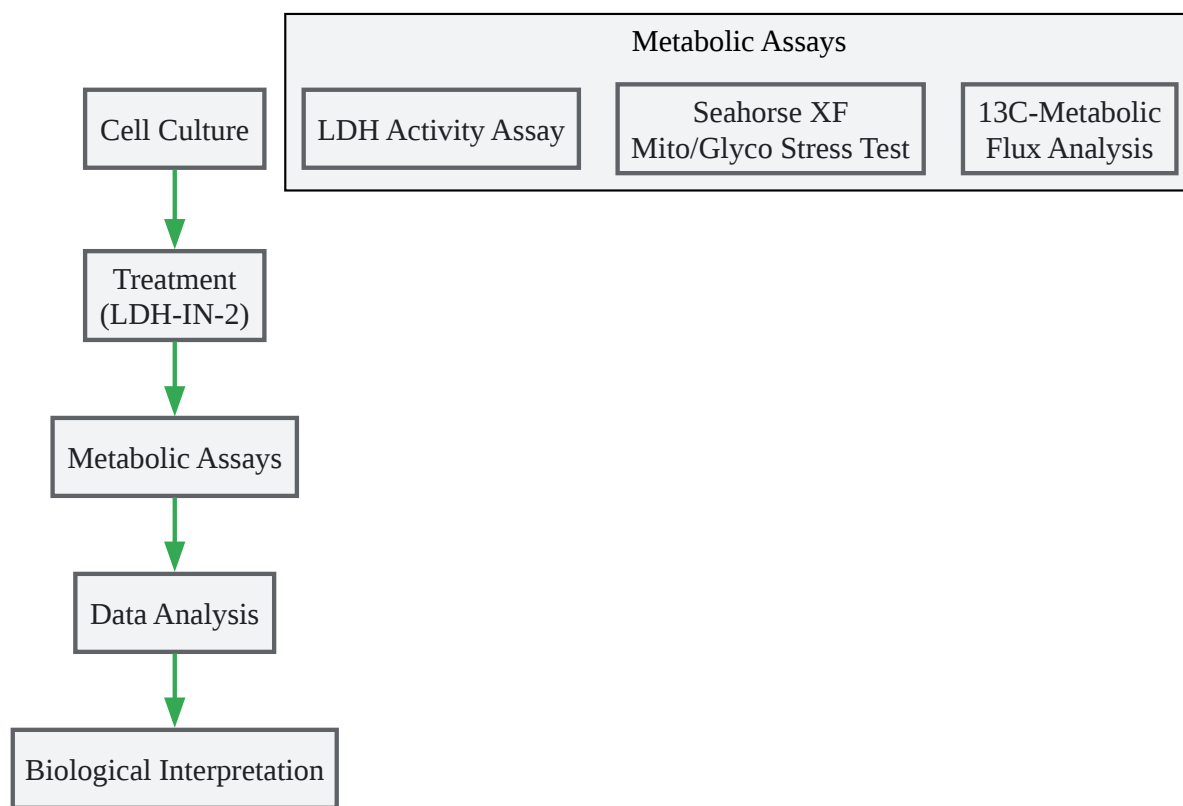 Metabolic Assays
Cell Culture
LDH Activity Assay
Seahorse XF
Mito/Glyco Stress Test
13C-Metabolic
Flux Analysis
Treatment
(LDH-IN-2)
Metabolic Assays
Data Analysis
Biological Interpretation